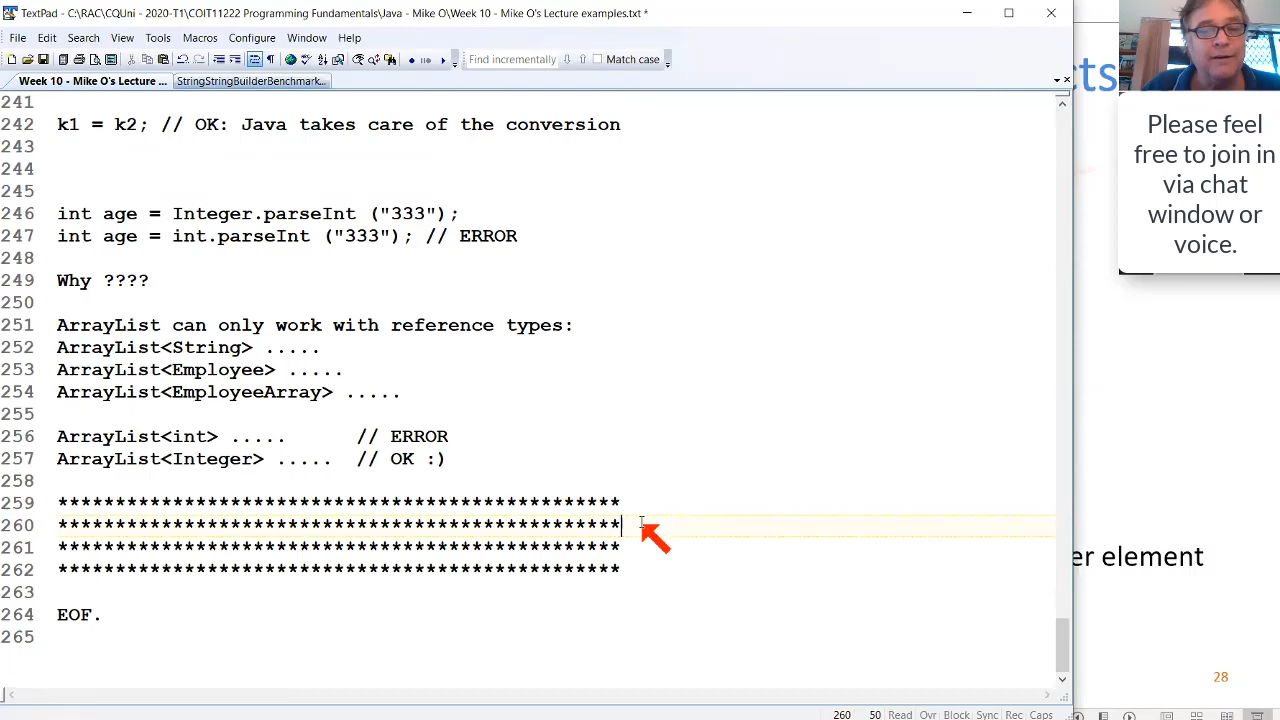 TextPad - C:\RAC\CQUni - 2020-T1\COIT11222 Programming Fundamentals\Java - Mike O\Week 10 - Mike O's Lecture examples.txt *
File Edit Search View Tools Macros Configure Window Help
Find incrementally Match case
Week 10 - Mike O's Lecture ... StringStringBuilderBenchmark...
241
242 k1 = k2; // OK: Java takes care of the conversion
243
244
245
246 int age = Integer.parseInt ("333");
247 int age = int.parseInt ("333"); // ERROR
248
249 Why ????
250
251 ArrayList can only work with reference types:
252 ArrayList<String> .....
253 ArrayList<Employee> .....
254 ArrayList<EmployeeArray> .....
255
256 ArrayList<int> ..... // ERROR
257 ArrayList<Integer> ..... // OK :)
258
259 *************************************************
260 *************************************************
261 *************************************************
262 *************************************************
263
264 EOF.
265
260 50 Read Ovr Block Sync Rec Caps
cts
Please feel
free to join in
via chat
window or
voice.
er element
28